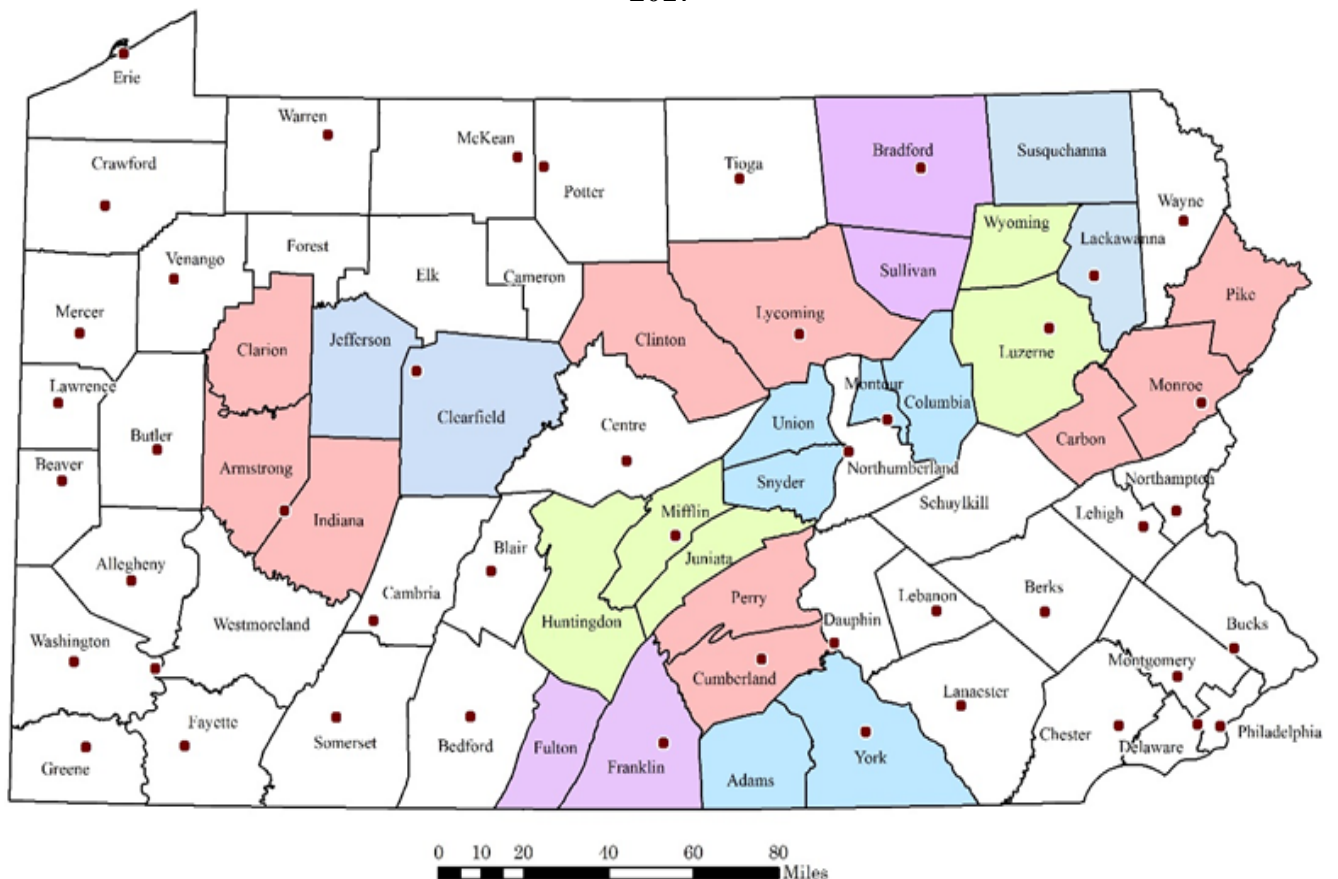 Erie
Warren
McKean
Potter
Tioga
Bradford
Susquehanna
Wayne
Crawford
Venango
Forest
Elk
Cameron
Sullivan
Wyoming
Lackawanna
Pike
Mercer
Clarion
Jefferson
Clinton
Lycoming
Luzerne
Monroe
Lawrence
Butler
Clearfield
Centre
Union
Montour
Columbia
Carbon
Beaver
Armstrong
Indiana
Snyder
Northumberland
Schuylkill
Northampton
Lehigh
Allegheny
Blair
Mifflin
Juniata
Cambria
Huntingdon
Perry
Dauphin
Lebanon
Berks
Bucks
Washington
Westmoreland
Cumberland
Montgomery
Lancaster
Greene
Fayette
Somerset
Bedford
Fulton
Franklin
Adams
York
Chester
Delaware
Philadelphia
0 10 20 40 60 80
Miles